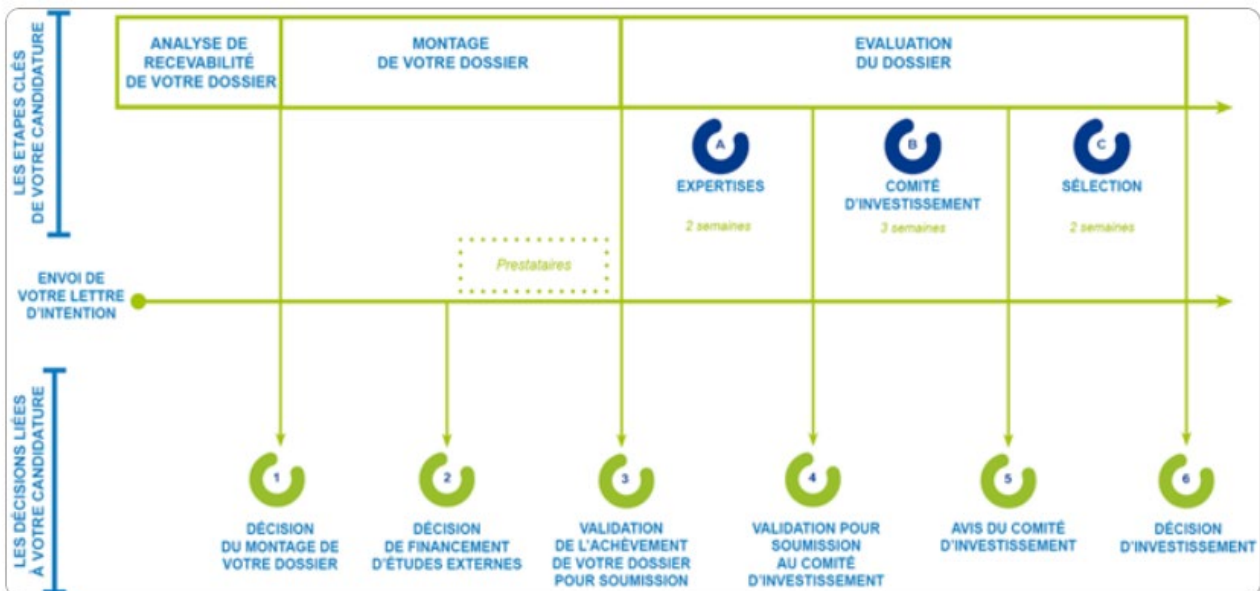 LES ETAPES CLÉS
DE VOTRE CANDIDATURE
ANALYSE DE
RECEVABILITÉ
DE VOTRE DOSSIER
MONTAGE
DE VOTRE DOSSIER
EVALUATION
DU DOSSIER
A
EXPERTISES
2 semaines
B
COMITÉ
D'INVESTISSEMENT
3 semaines
C
SÉLECTION
2 semaines
Prestataires
ENVOI DE
VOTRE LETTRE
D'INTENTION
LES DÉCISIONS LIÉES
À VOTRE CANDIDATURE
1
DÉCISION
DU MONTAGE DE
VOTRE DOSSIER
2
DÉCISION
DE FINANCEMENT
D'ÉTUDES EXTERNES
3
VALIDATION
DE L'ACHÈVEMENT
DE VOTRE DOSSIER
POUR SOUMISSION
4
VALIDATION POUR
SOUMISSION
AU COMITÉ
D'INVESTISSEMENT
5
AVIS DU COMITÉ
D'INVESTISSEMENT
6
DÉCISION
D'INVESTISSEMENT